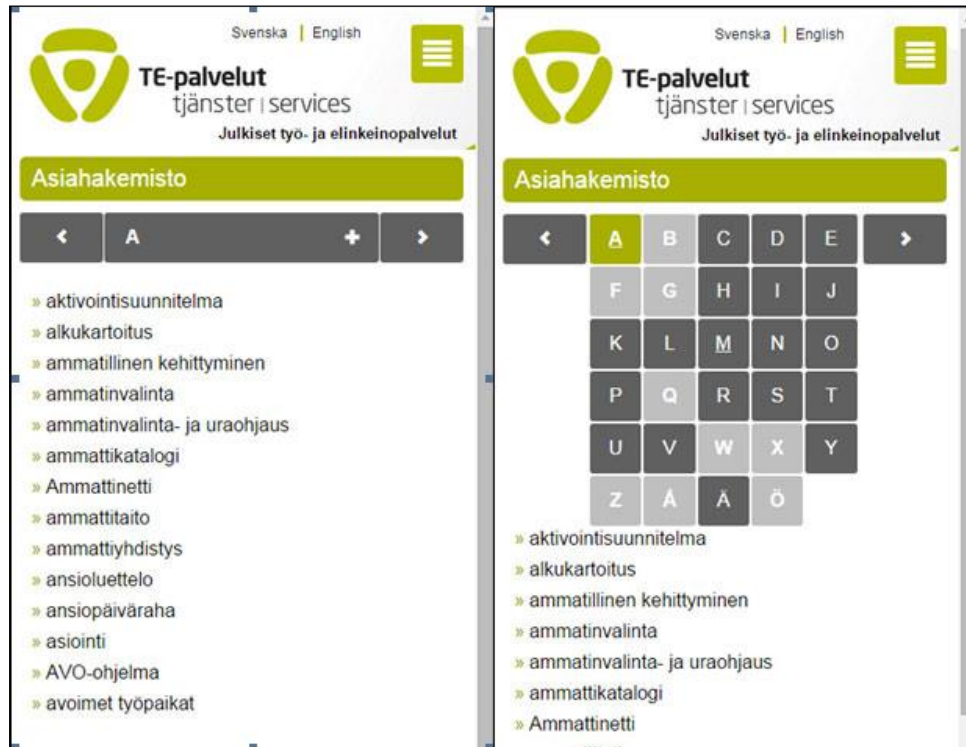 Svenska | English
TE-palvelut
tjänster | services
Julkiset työ- ja elinkeinopalvelut
Asiahakemisto
A
» aktivointisuunnitelma
» alkukartoitus
» ammatillinen kehittyminen
» ammatinvalinta
» ammatinvalinta- ja uraohjaus
» ammattikatalogi
» Ammattinetti
» ammattitaito
» ammattiyhdistys
» ansioluettelo
» ansiopäiväraha
» asiointi
» AVO-ohjelma
» avoimet työpaikat
Svenska | English
TE-palvelut
tjänster | services
Julkiset työ- ja elinkeinopalvelut
Asiahakemisto
A B C D E
F G H I J
K L M N O
P Q R S T
U V W X Y
Z Å Ä Ö
» aktivointisuunnitelma
» alkukartoitus
» ammatillinen kehittyminen
» ammatinvalinta
» ammatinvalinta- ja uraohjaus
» ammattikatalogi
» Ammattinetti